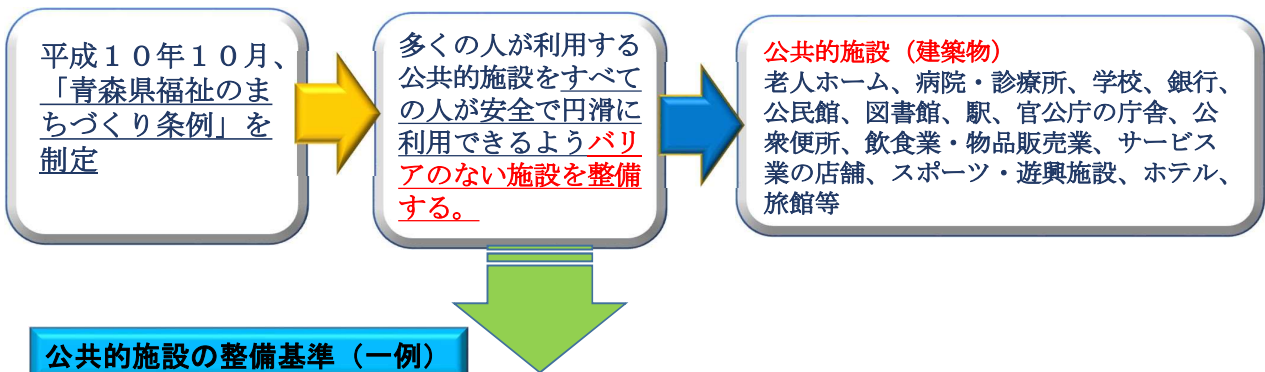 平成１０年１０月、
「青森県福祉のま
ちづくり条例」を
制定
多くの人が利用する
公共的施設をすべて
の人が安全で円滑に
利用できるようバリ
アのない施設を整備
する。
公共的施設（建築物）
老人ホーム、病院・診療所、学校、銀行、
公民館、図書館、駅、官公庁の庁舎、公
衆便所、飲食業・物品販売業、サービス
業の店舗、スポーツ・遊興施設、ホテル、
旅館等
公共的施設の整備基準（一例）